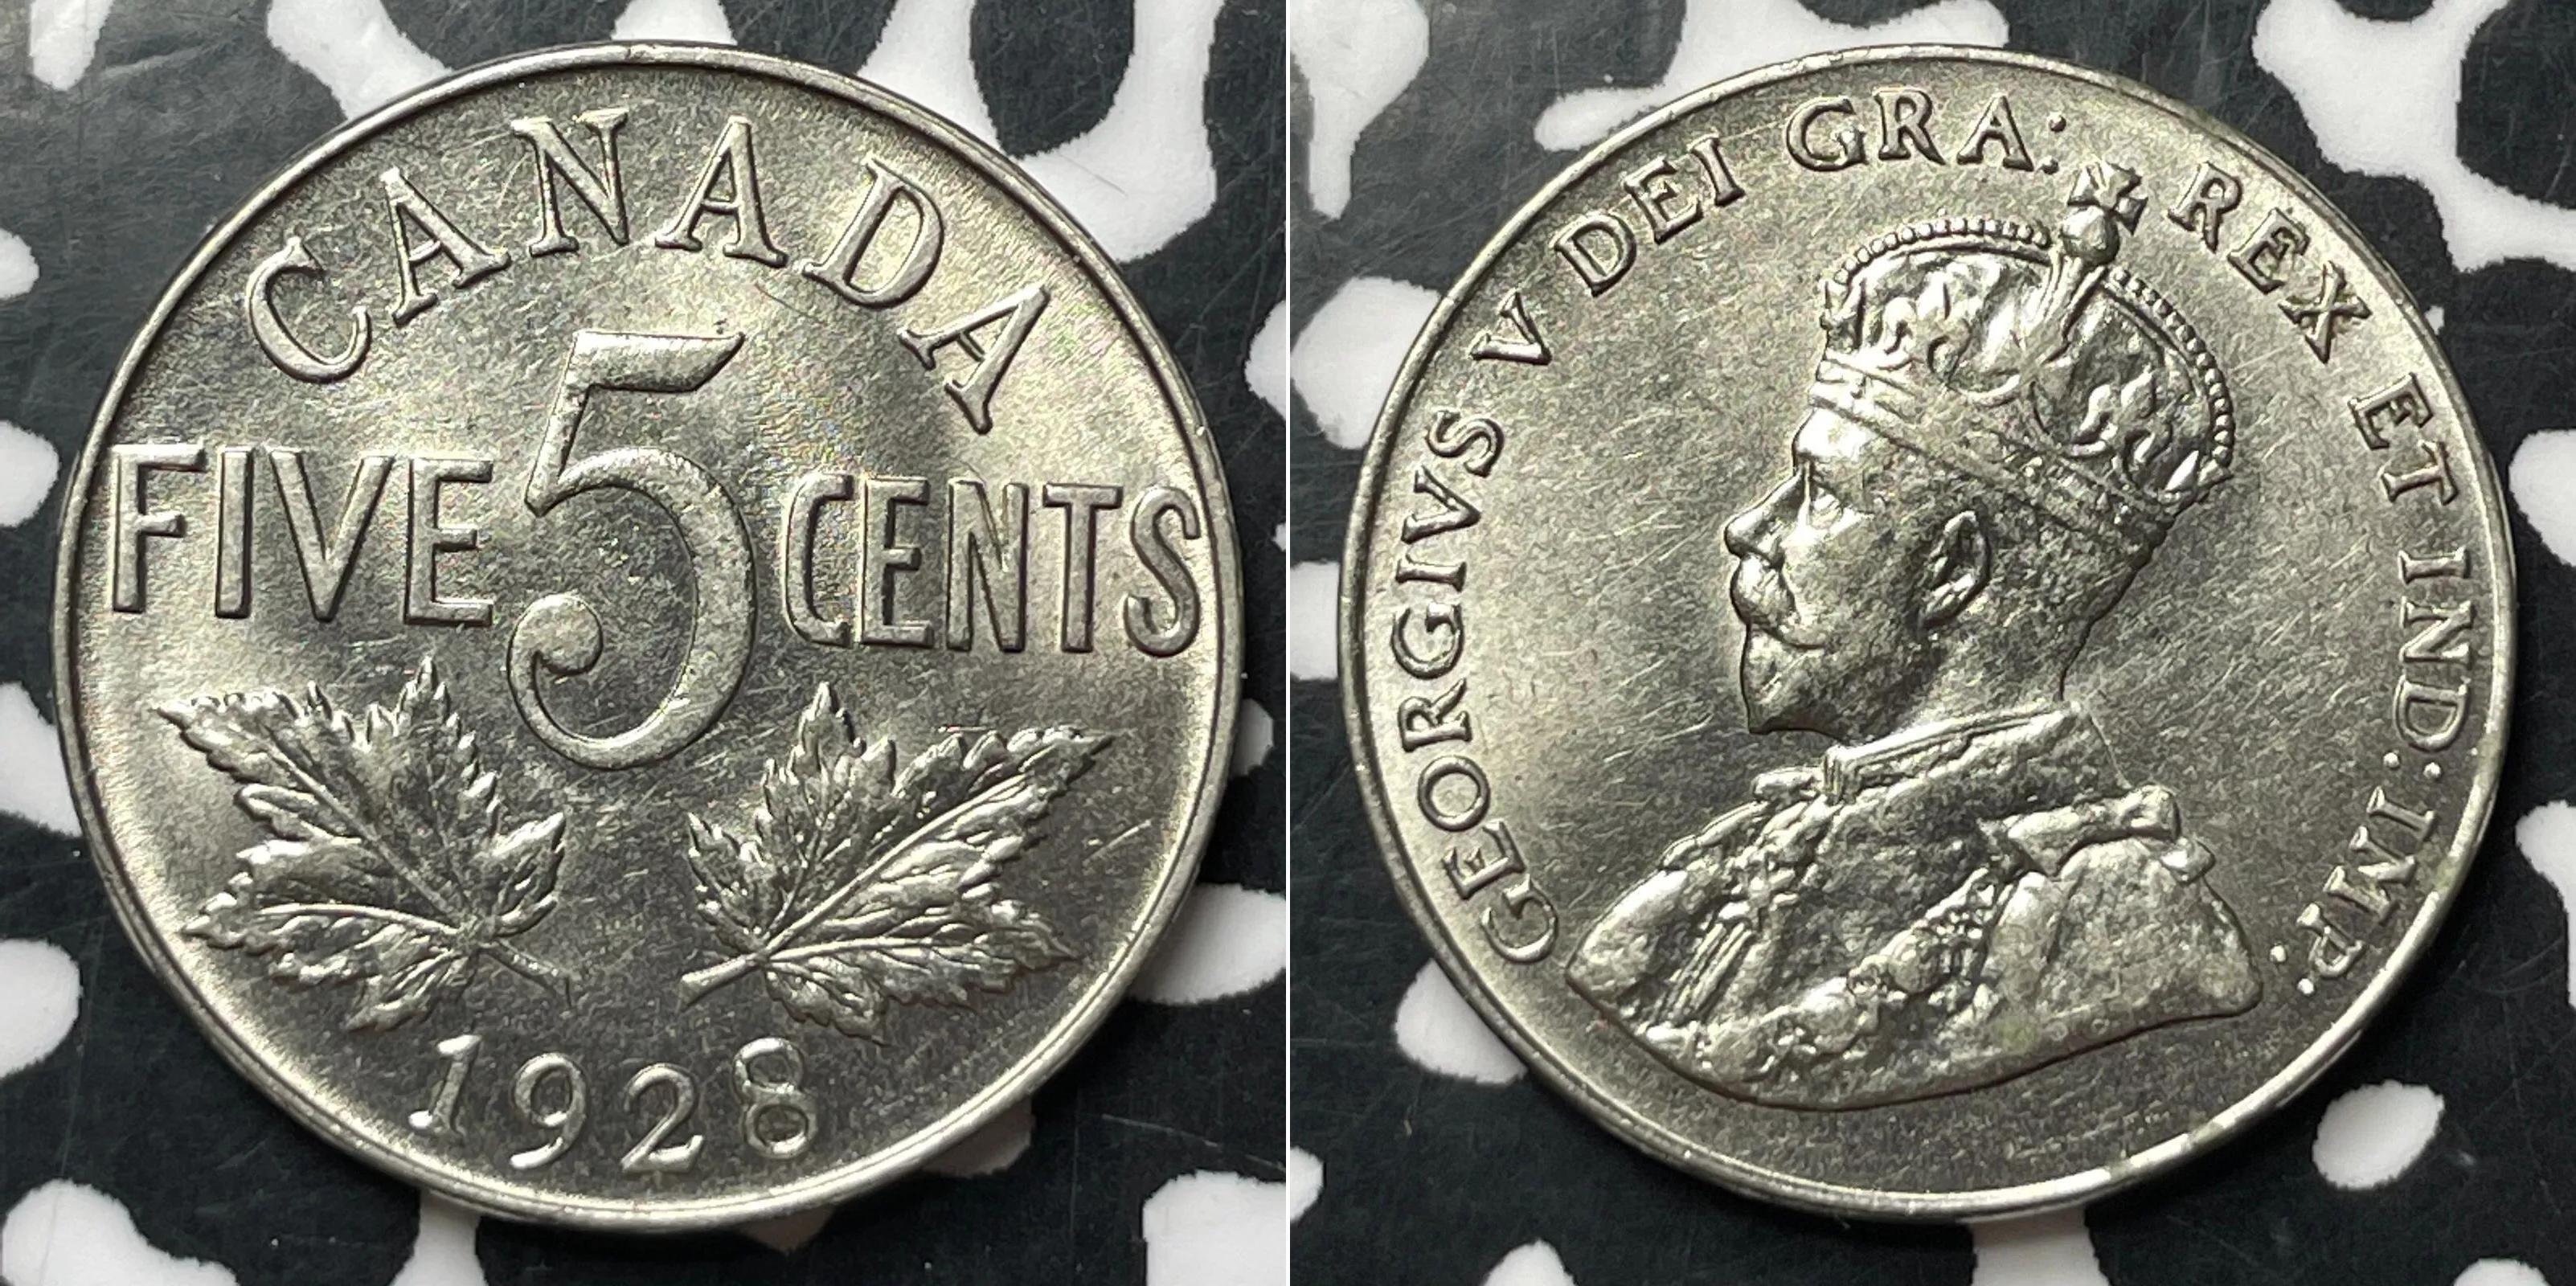 CANADA
FIVE 5 CENTS
1928
GEORGIVS V DEI GRA: REX ET IND: IMP: